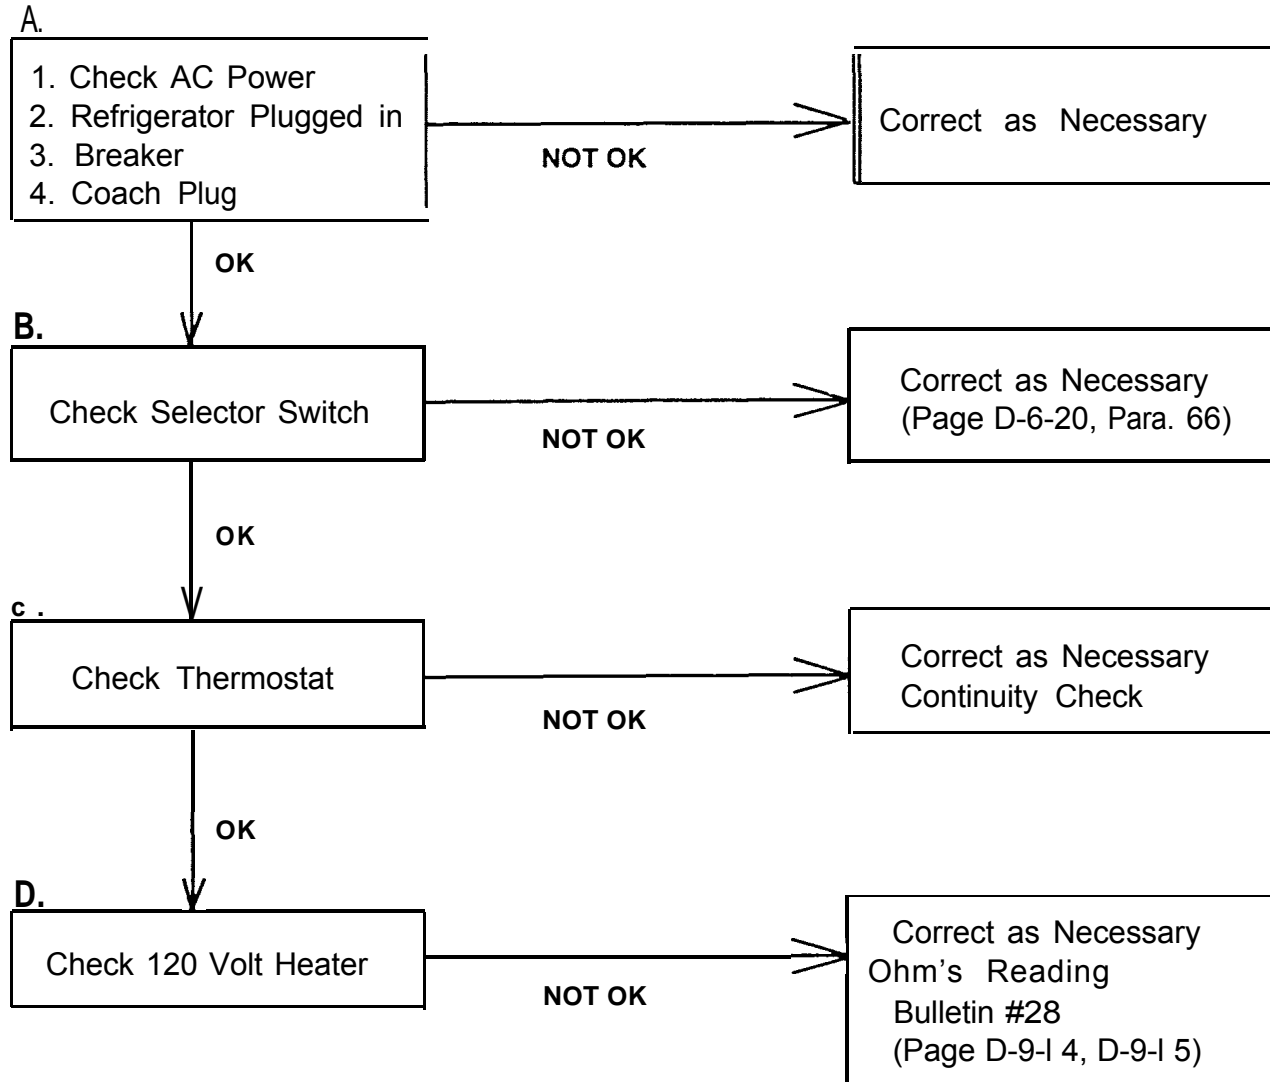 A.
1. Check AC Power
2. Refrigerator Plugged in
3. Breaker
4. Coach Plug
NOT OK
Correct as Necessary
OK
B.
Check Selector Switch
NOT OK
Correct as Necessary
(Page D-6-20, Para. 66)
OK
c .
Check Thermostat
NOT OK
Correct as Necessary
Continuity Check
OK
D.
Check 120 Volt Heater
NOT OK
Correct as Necessary
Ohm's Reading
Bulletin #28
(Page D-9-l 4, D-9-l 5)